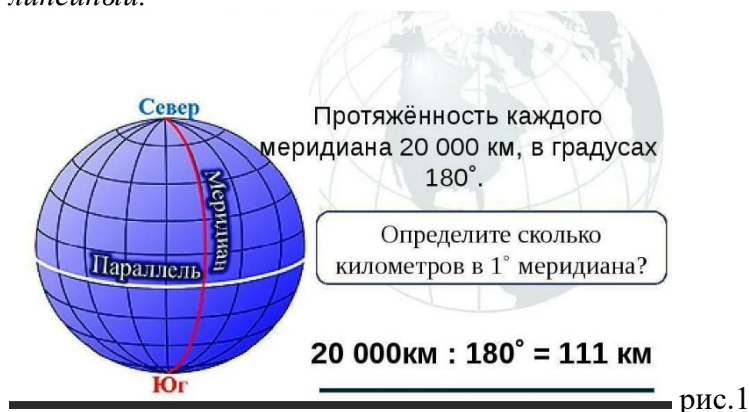 линейный.
Север
Меридиан
Параллель
Юг
Протяжённость каждого
меридиана 20 000 км, в градусах
180˚.
Определите сколько
километров в 1˚ меридиана?
20 000км : 180˚ = 111 км
рис.1